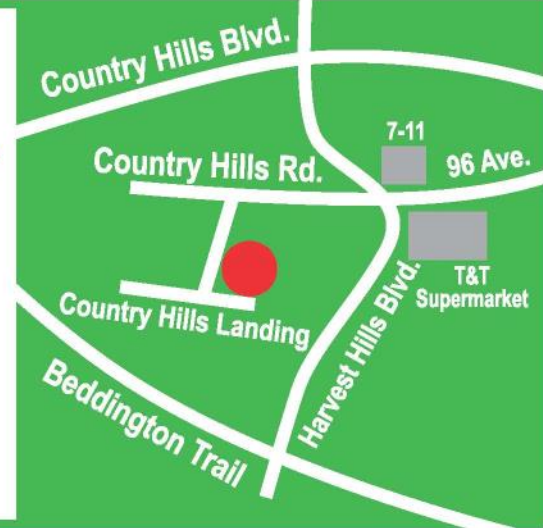 Country Hills Blvd.
7-11
Country Hills Rd.
96 Ave.
T&T
Supermarket
Country Hills Landing
Harvest Hills Blvd.
Beddington Trail